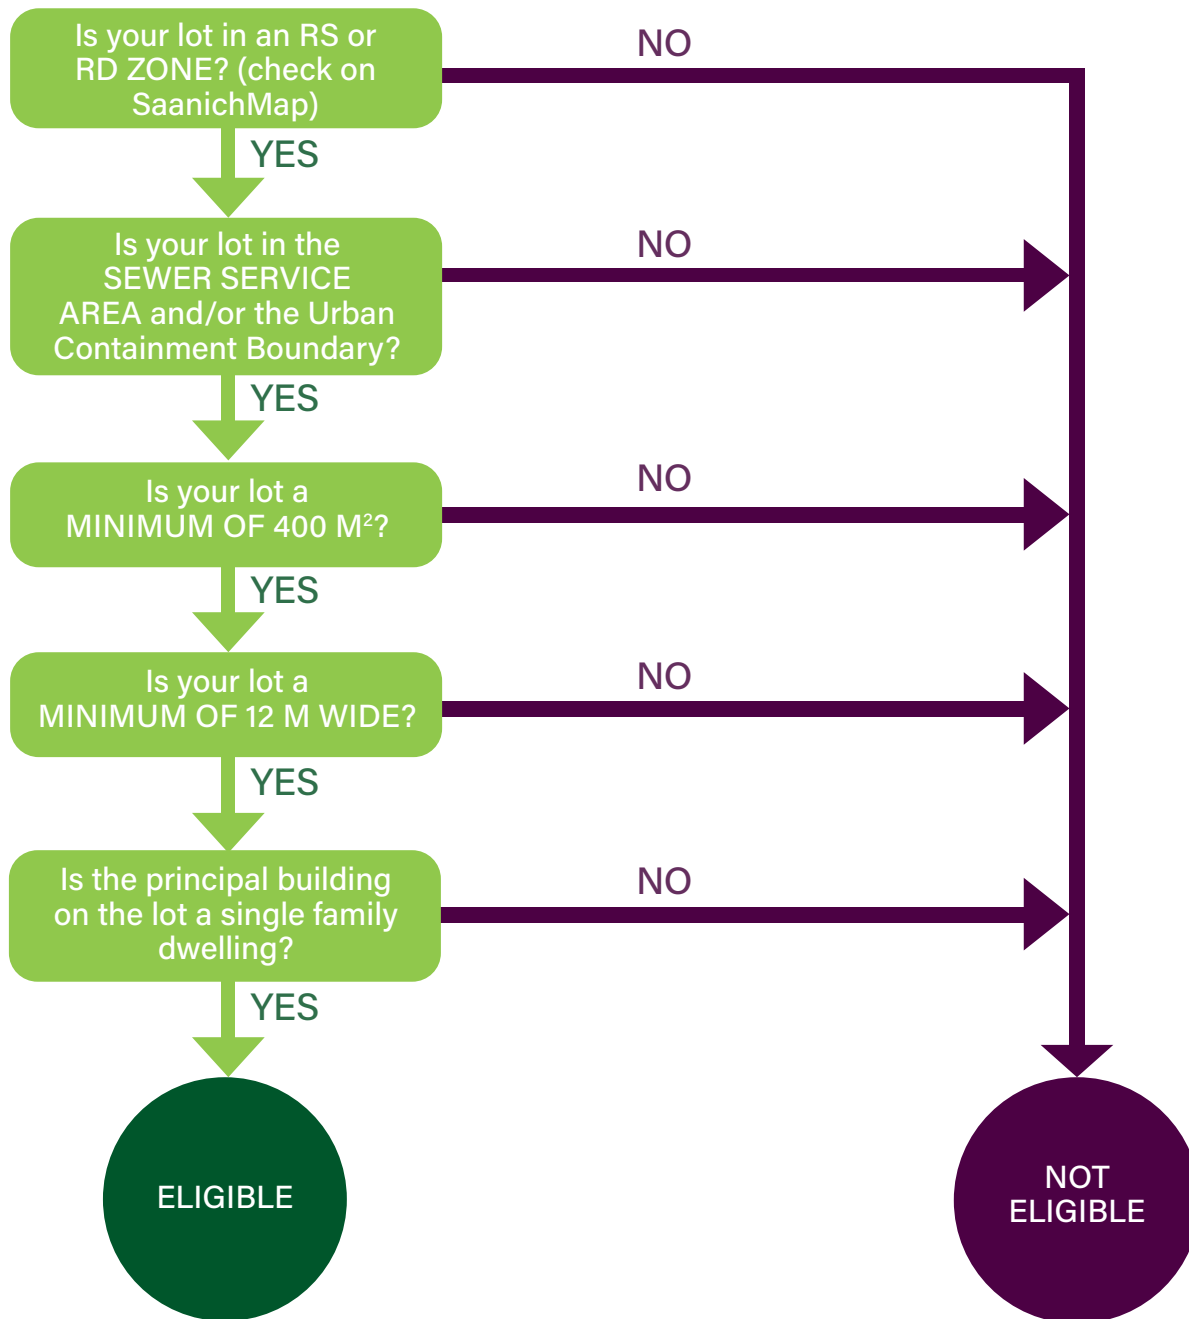 Is your lot in an RS or
RD ZONE? (check on
SaanichMap)
NO
YES
Is your lot in the
SEWER SERVICE
AREA and/or the Urban
Containment Boundary?
NO
YES
Is your lot a
MINIMUM OF 400 M²?
NO
YES
Is your lot a
MINIMUM OF 12 M WIDE?
NO
YES
Is the principal building
on the lot a single family
dwelling?
NO
YES
ELIGIBLE
NOT
ELIGIBLE